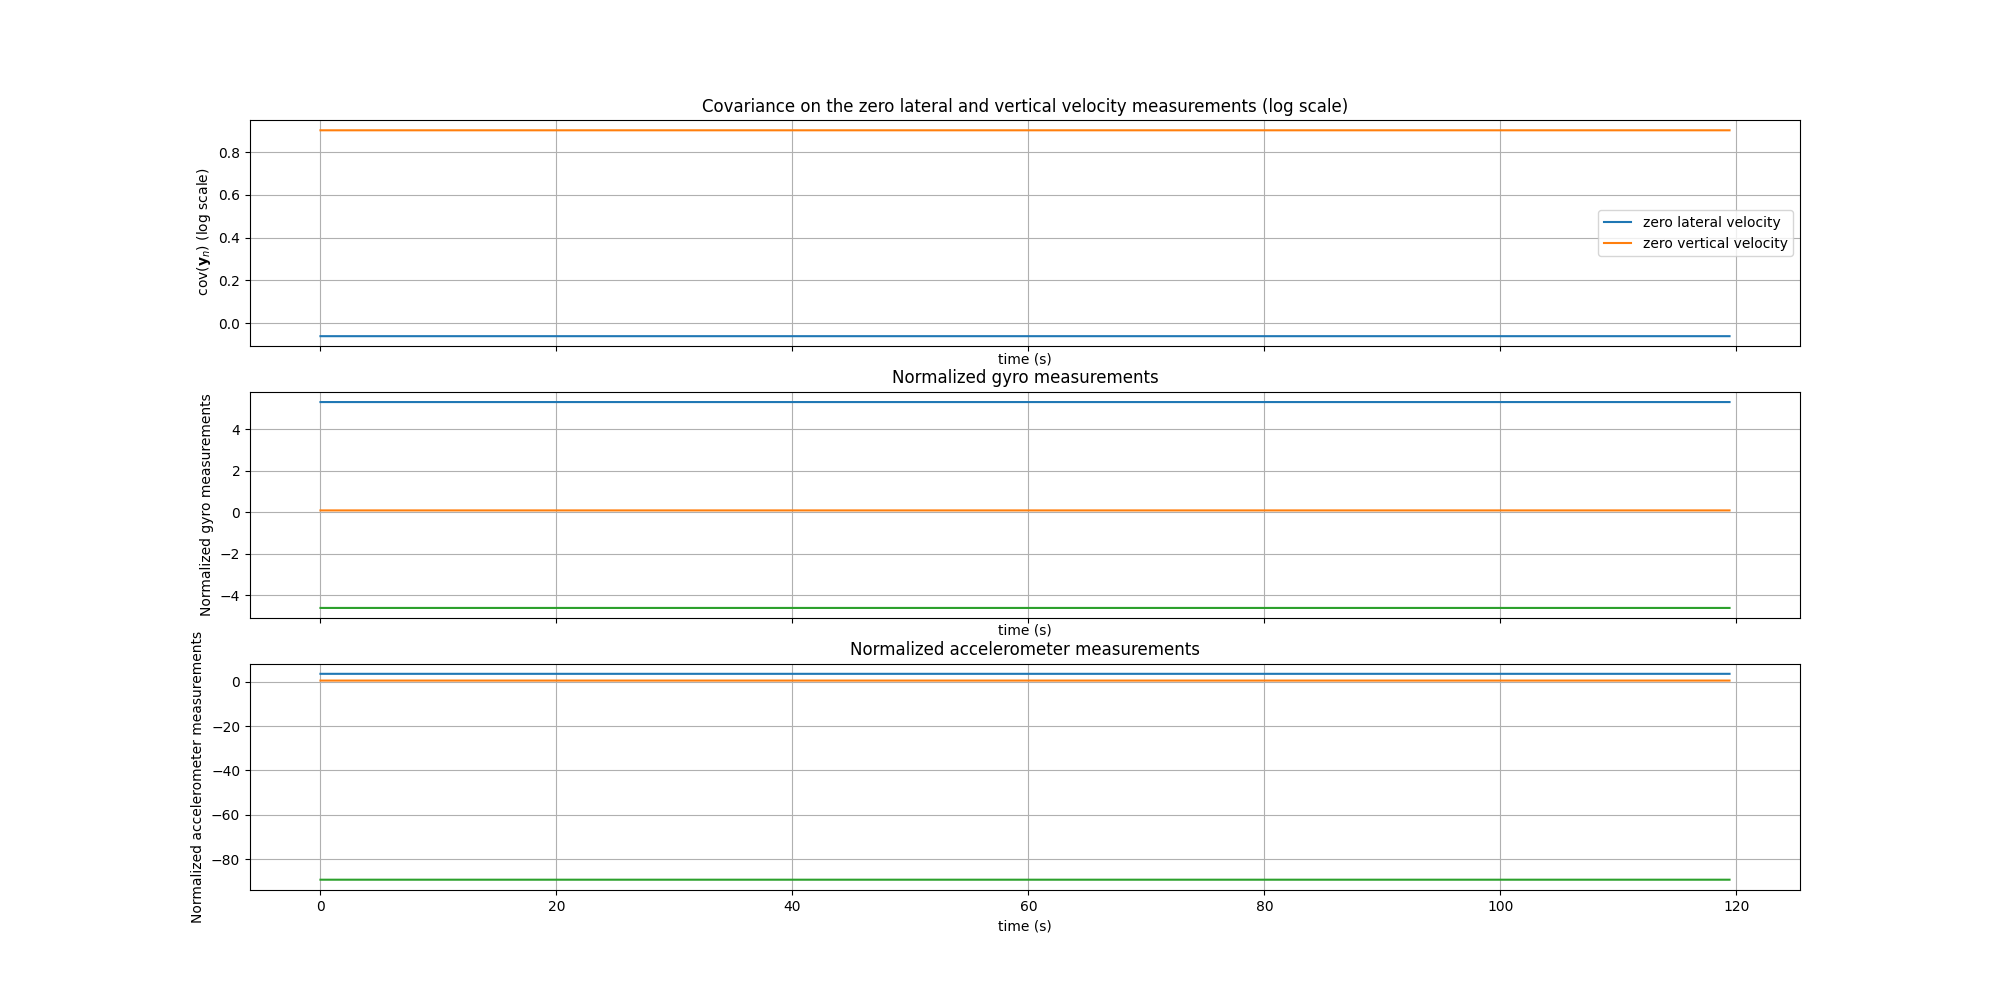 Covariance on the zero lateral and vertical velocity measurements (log scale)
cov(yₙ) (log scale)
0.8
0.6
0.4
0.2
0.0
zero lateral velocity
zero vertical velocity
time (s)
Normalized gyro measurements
Normalized gyro measurements
4
2
0
−2
−4
time (s)
Normalized accelerometer measurements
Normalized accelerometer measurements
0
−20
−40
−60
−80
0 20 40 60 80 100 120
time (s)